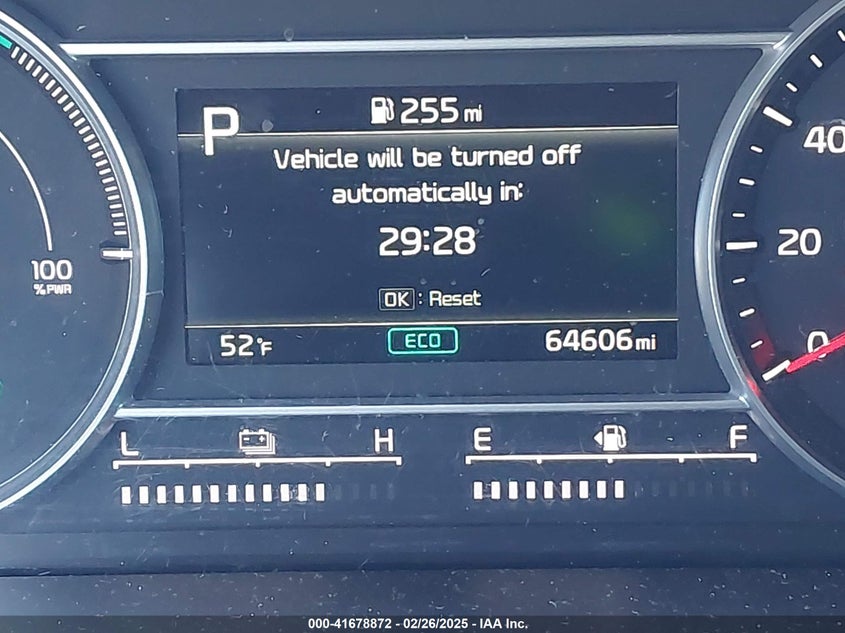 255 mi
P
Vehicle will be turned off
automatically in:
29:28
OK : Reset
52°F
ECO
64606 mi
100
%PWR
40
20
0
L H
E F
000-41678872 - 02/26/2025 - IAA Inc.